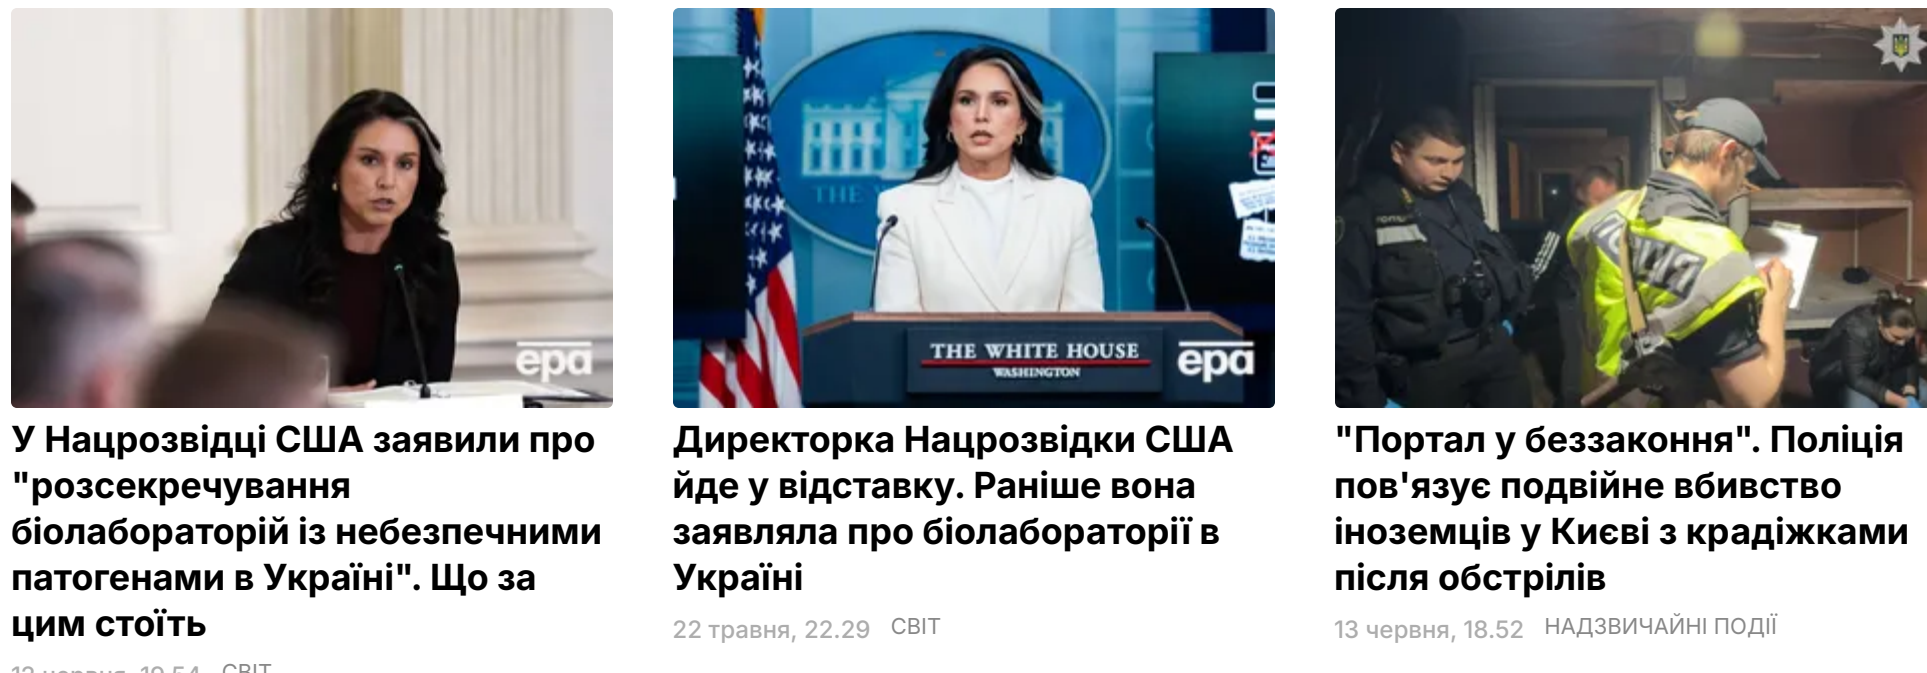 epa
У Нацрозвідці США заявили про
"розсекречування
біолабораторій із небезпечними
патогенами в Україні". Що за
цим стоїть
СВІТ
THE W
THE WHITE HOUSE
WASHINGTON
epa
Директорка Нацрозвідки США
йде у відставку. Раніше вона
заявляла про біолабораторії в
Україні
22 травня, 22.29 СВІТ
"Портал у беззаконня". Поліція
пов'язує подвійне вбивство
іноземців у Києві з крадіжками
після обстрілів
13 червня, 18.52 НАДЗВИЧАЙНІ ПОДІЇ